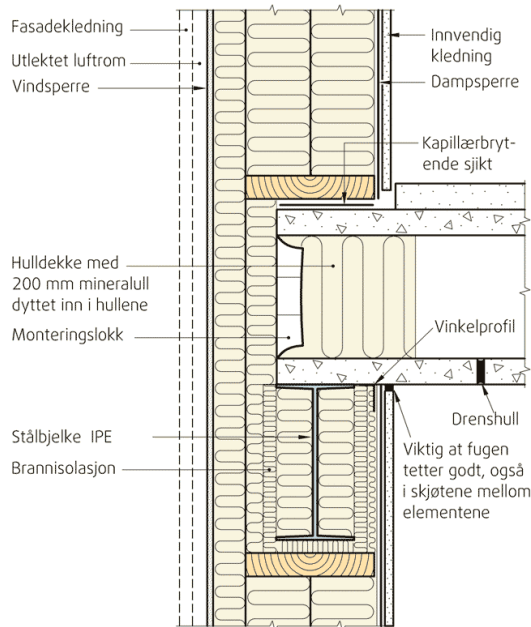 Fasadekledning
Utlektet luftrom
Vindsperre
Innvendig
kledning
Dampsperre
Kapillærbryt-
ende sjikt
Hulldekke med
200 mm mineralull
dyttet inn i hullene
Monteringslokk
Vinkelprofil
Stålbjelke IPE
Brannisolasjon
Drenshull
Viktig at fugen
tetter godt, også
i skjøtene mellom
elementene